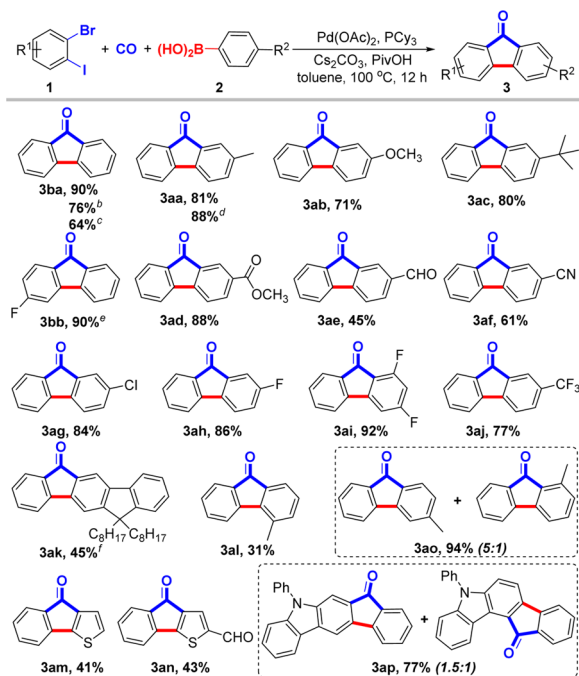 Br
R¹
I
1
+ CO +
(HO)₂B
R²
2
Pd(OAc)₂, PCy₃
Cs₂CO₃, PivOH
toluene, 100 °C, 12 h
O
R¹
R²
3
O
3ba, 90%
76%ᵇ
64%ᶜ
O
3aa, 81%
88%ᵈ
O
OCH₃
3ab, 71%
O
3ac, 80%
O
F
3bb, 90%ᵉ
O
O
OCH₃
3ad, 88%
O
CHO
3ae, 45%
O
CN
3af, 61%
O
Cl
3ag, 84%
O
F
3ah, 86%
O
F
F
3ai, 92%
O
CF₃
3aj, 77%
O
C₈H₁₇ C₈H₁₇
3ak, 45%ᶠ
O
3al, 31%
O
+
O
3ao, 94% (5:1)
O
S
3am, 41%
O
S
CHO
3an, 43%
Ph
N
O
+
Ph
N
O
3ap, 77% (1.5:1)